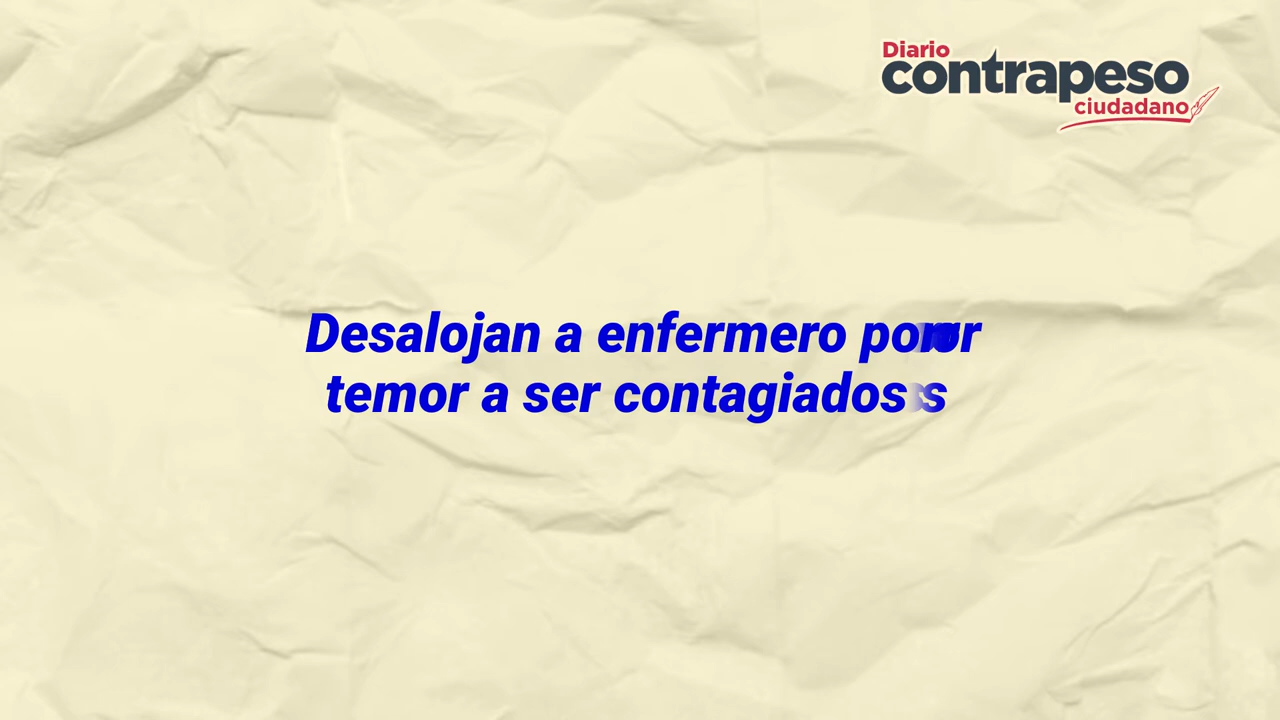 Diario
contrapeso
ciudadano
Desalojan a enfermero por
temor a ser contagiados